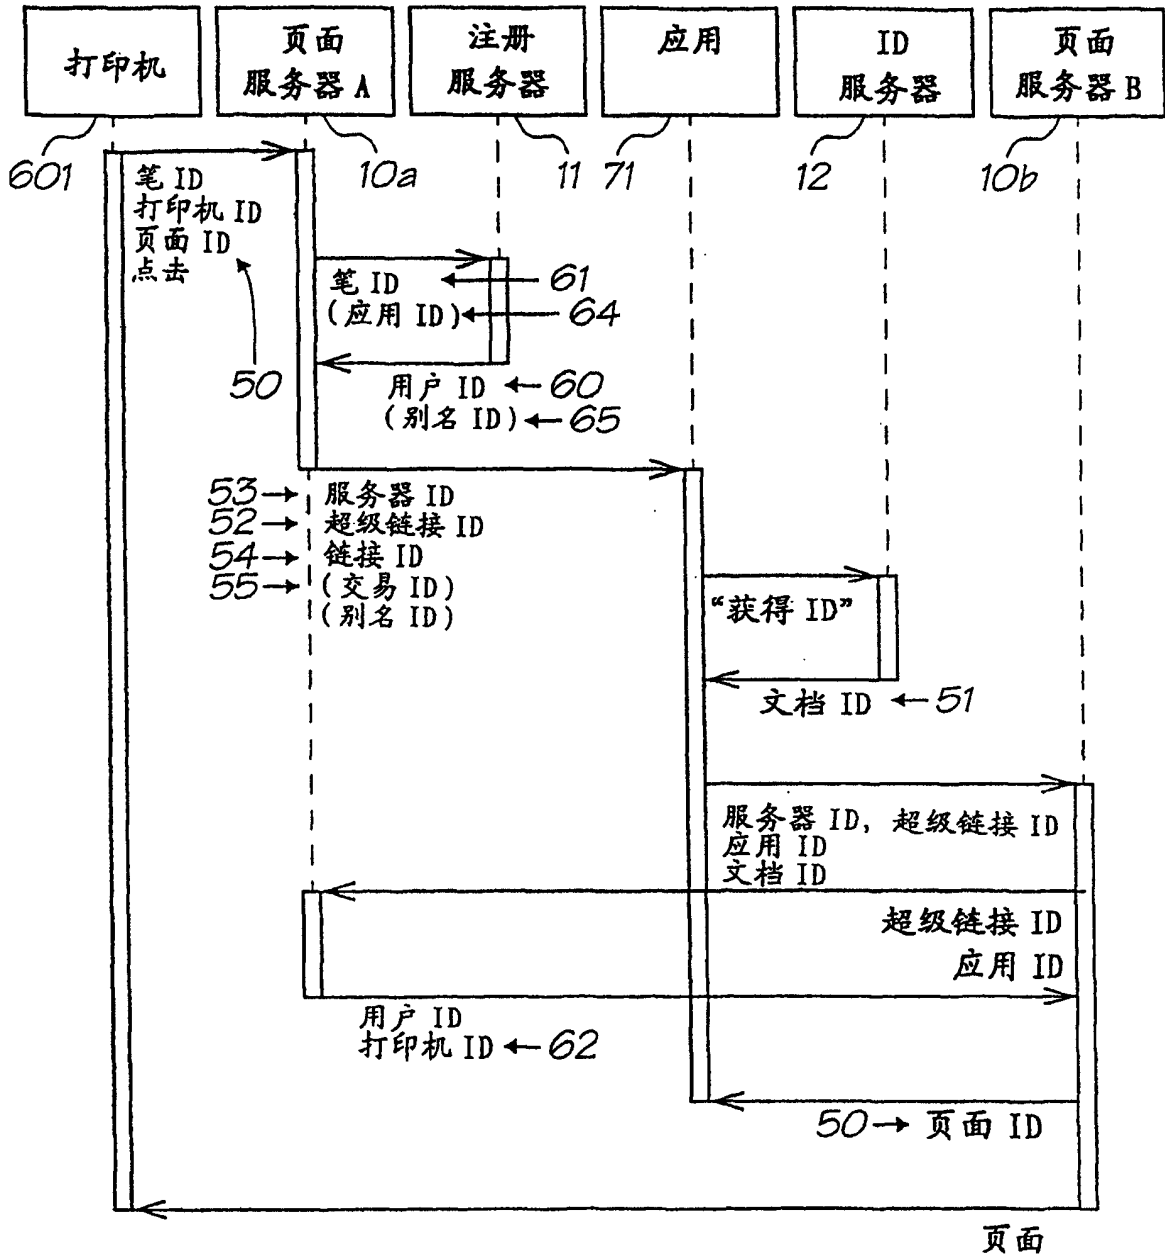 打印机
页面
服务器 A
注册
服务器
应用
ID
服务器
页面
服务器 B
601
10a
11
71
12
10b
笔 ID
打印机 ID
页面 ID
点击
50
笔 ID
61
(应用 ID)
64
用户 ID
60
(别名 ID)
65
53
服务器 ID
52
超级链接 ID
54
链接 ID
55
(交易 ID)
(别名 ID)
“获得 ID”
文档 ID
51
服务器 ID, 超级链接 ID
应用 ID
文档 ID
超级链接 ID
应用 ID
用户 ID
打印机 ID
62
50
页面 ID
页面